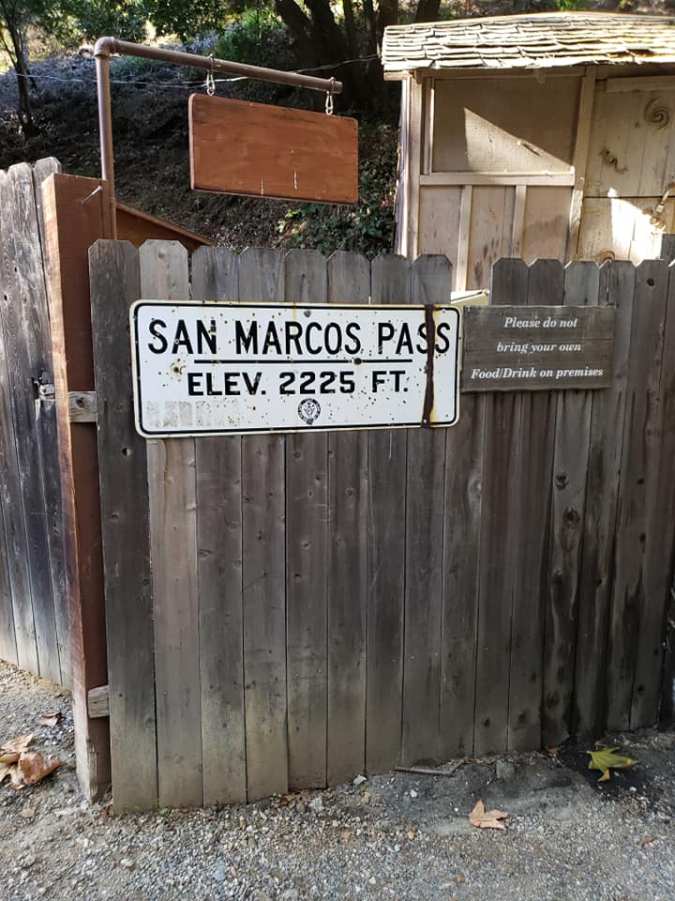 SAN MARCOS PASS
ELEV. 2225 FT.
Please do not
bring your own
Food/Drink on premises